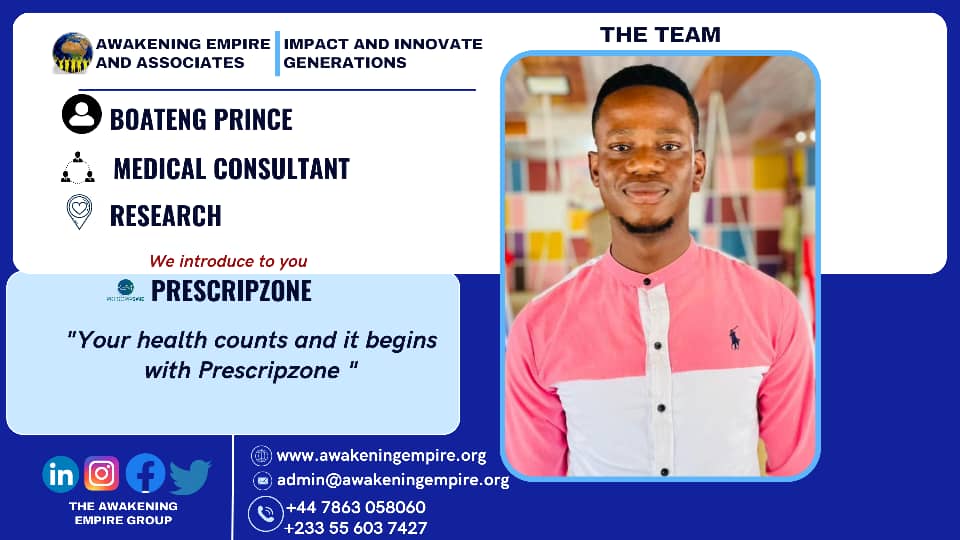 AWAKENING EMPIRE
AND ASSOCIATES
IMPACT AND INNOVATE
GENERATIONS
THE TEAM
BOATENG PRINCE
MEDICAL CONSULTANT
RESEARCH
We introduce to you
PRESCRIPZONE
"Your health counts and it begins
with Prescripzone "
in
THE AWAKENING
EMPIRE GROUP
www.awakeningempire.org
admin@awakeningempire.org
+44 7863 058060
+233 55 603 7427